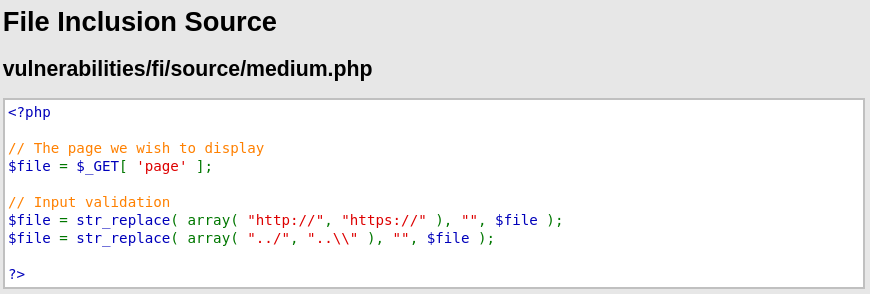 File Inclusion Source
vulnerabilities/fi/source/medium.php
<?php
// The page we wish to display
$file = $_GET[ 'page' ];
// Input validation
$file = str_replace( array( "http://", "https://" ), "", $file );
$file = str_replace( array( "../", "..\\" ), "", $file );
?>